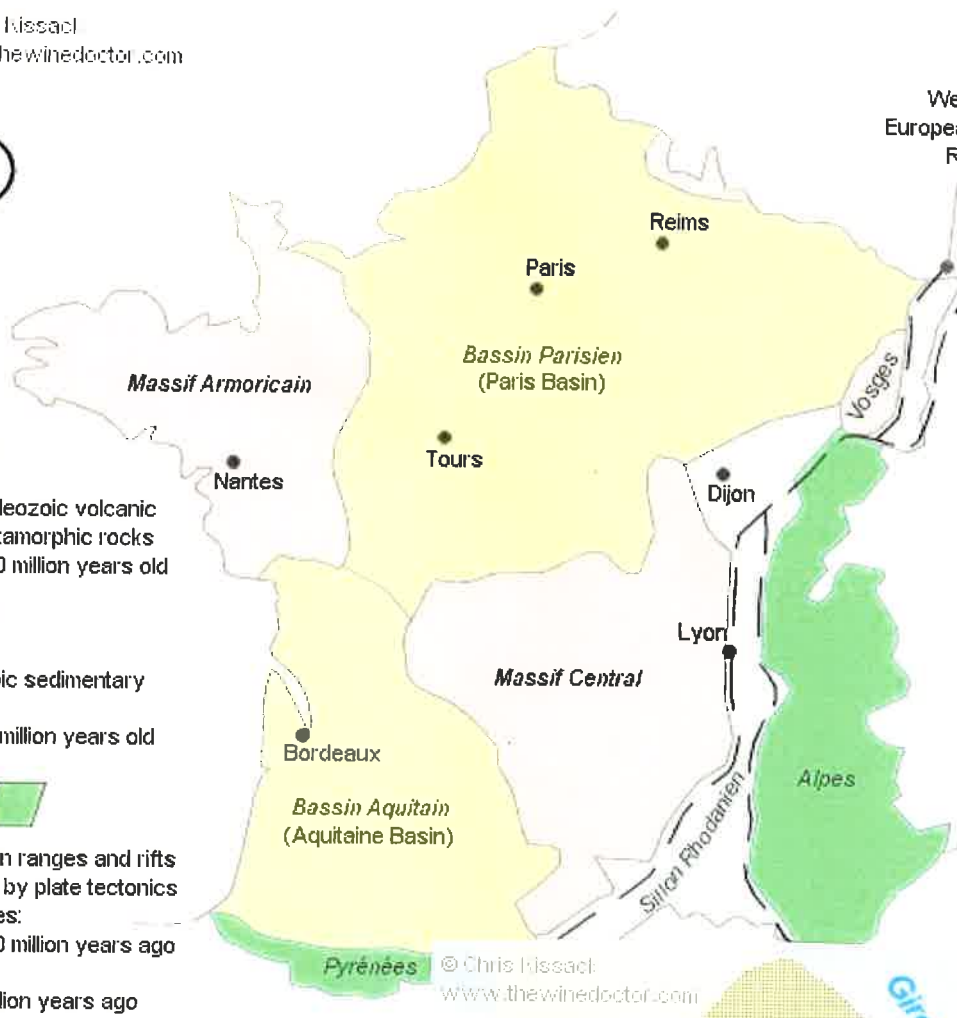 Kissack
thewinedoctor.com
We
Europea
R
Reims
Paris
Bassin Parisien
(Paris Basin)
Massif Armoricain
Vosges
Tours
Nantes
Dijon
leozoic volcanic
tamorphic rocks
0 million years old
Lyon
ic sedimentary
Massif Central
million years old
Bordeaux
Alpes
Bassin Aquitain
(Aquitaine Basin)
Sillon Rhodanien
n ranges and rifts
by plate tectonics
es:
0 million years ago
Pyrénées
© Chris Kissack
www.thewinedoctor.com
lion years ago
Giro